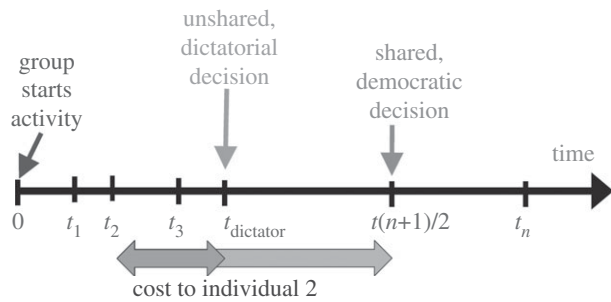 unshared,
dictatorial
decision
shared,
democratic
decision
group
starts
activity
time
0
t₁
t₂
t₃
t_dictator
t(n+1)/2
tₙ
cost to individual 2